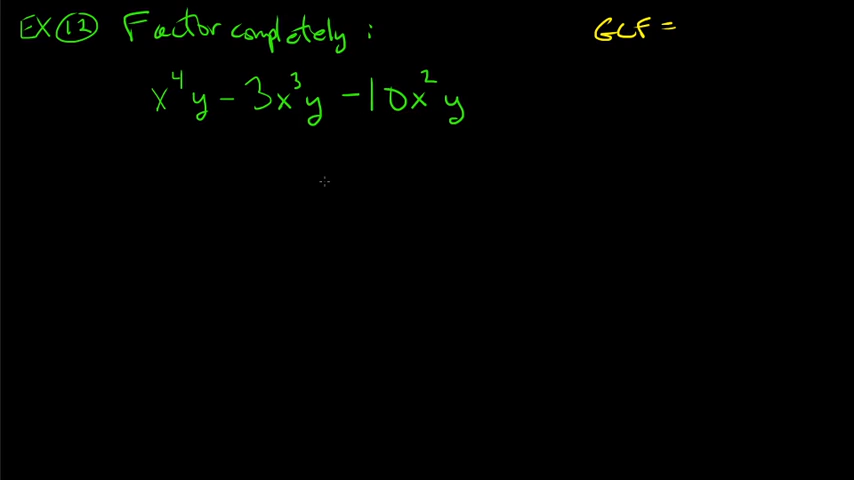 EX 12 Factor completely :
GCF =
x⁴y - 3x³y - 10x²y